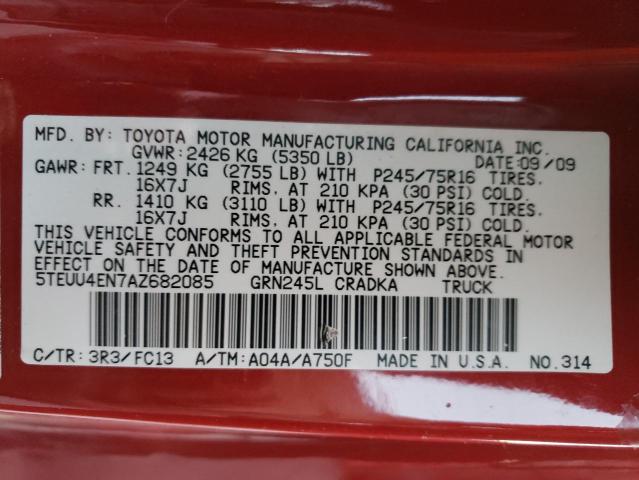 MFD. BY: TOYOTA MOTOR MANUFACTURING CALIFORNIA INC.
GVWR: 2426 KG (5350 LB) DATE: 09/09
GAWR: FRT. 1249 KG (2755 LB) WITH P245/75R16 TIRES.
16X7J RIMS, AT 210 KPA (30 PSI) COLD.
RR. 1410 KG (3110 LB) WITH P245/75R16 TIRES.
16X7J RIMS, AT 210 KPA (30 PSI) COLD.
THIS VEHICLE CONFORMS TO ALL APPLICABLE FEDERAL MOTOR
VEHICLE SAFETY AND THEFT PREVENTION STANDARDS IN
EFFECT ON THE DATE OF MANUFACTURE SHOWN ABOVE.
5TEUU4EN7AZ682085 GRN245L CRADKA TRUCK
C/TR: 3R3/FC13 A/TM: A04A/A750F MADE IN U.S.A. NO.314